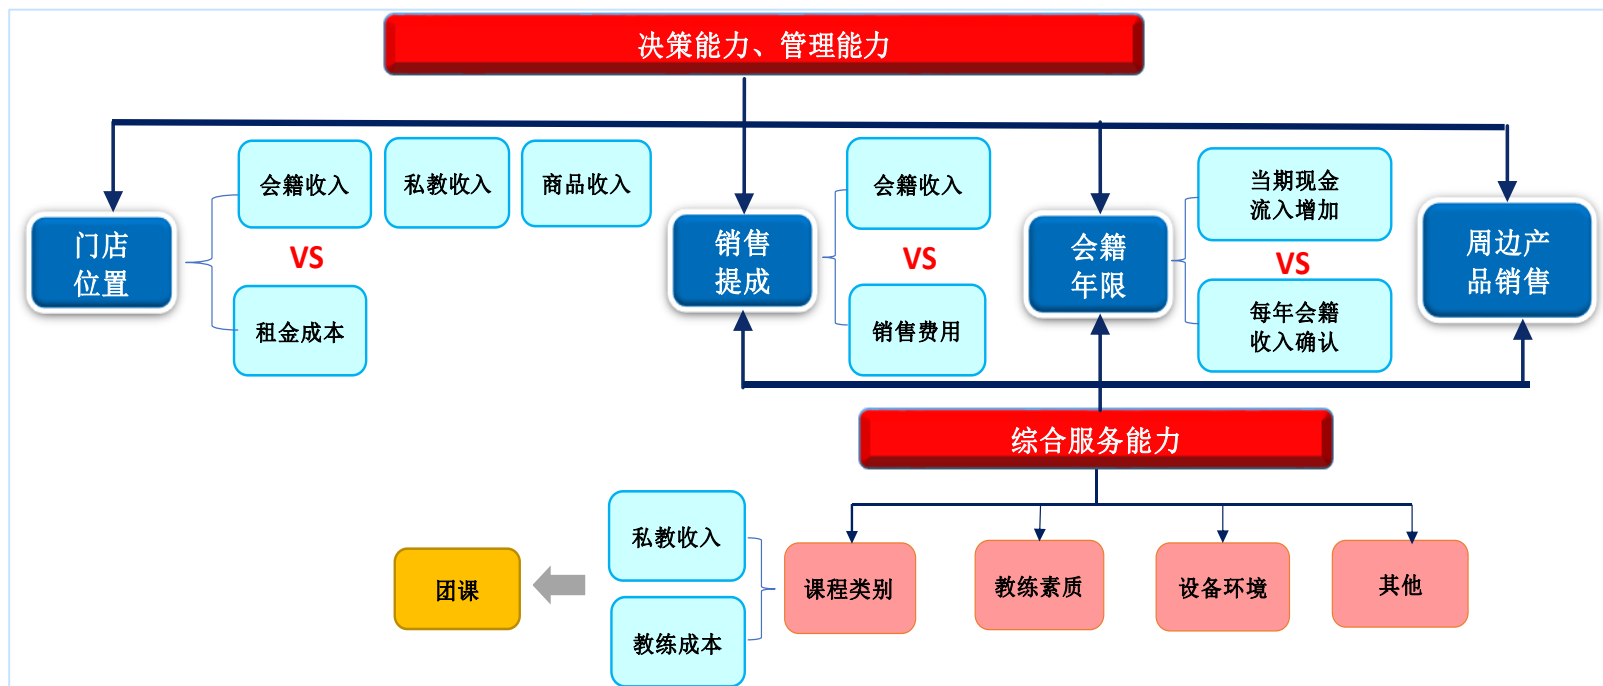 决策能力、管理能力
会籍收入
私教收入
商品收入
VS
租金成本
门店
位置
销售
提成
会籍收入
VS
销售费用
会籍
年限
当期现金
流入增加
VS
每年会籍
收入确认
周边产
品销售
综合服务能力
团课
私教收入
教练成本
课程类别
教练素质
设备环境
其他